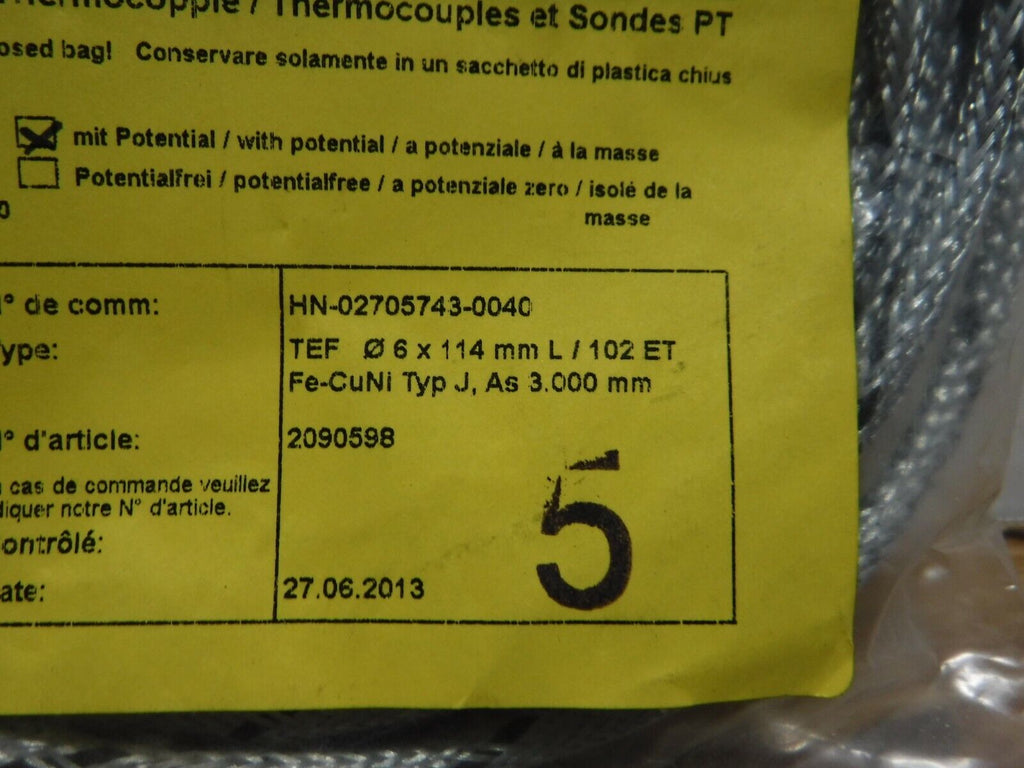 Thermocoppie / Thermocouples et Sondes PT
osed bag! Conservare solamente in un sacchetto di plastica chius
mit Potential / with potential / a potenziale / à la masse
Potentialfrei / potentialfree / a potenziale zero / isolé de la
masse
0
N° de comm: HN-02705743-0040
ype: TEF Ø 6 x 114 mm L / 102 ET
Fe-CuNi Typ J, As 3.000 mm
N° d'article: 2090598
cas de commande veuillez
diquer notre N° d'article.
ontrôlé: 5
ate: 27.06.2013